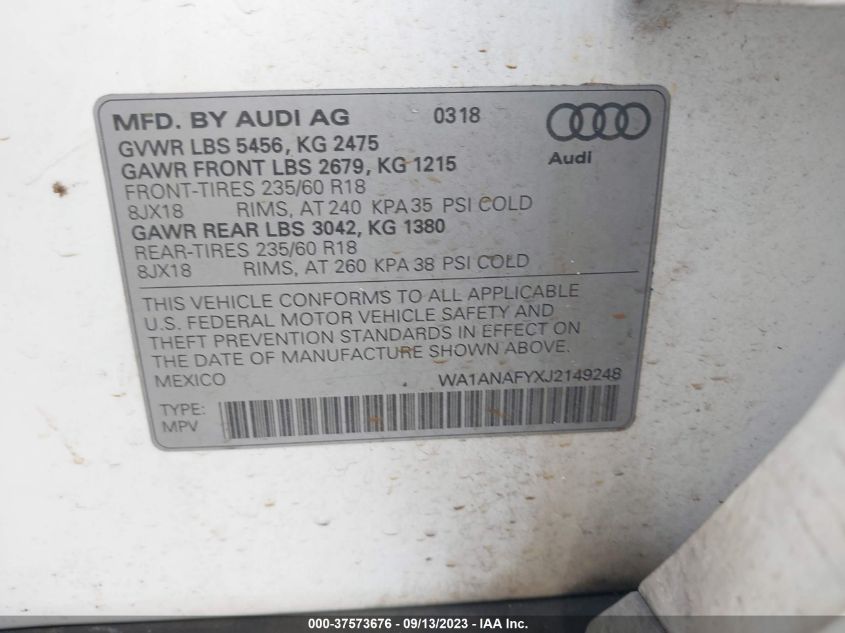 MFD. BY AUDI AG 0318
GVWR LBS 5456, KG 2475
GAWR FRONT LBS 2679, KG 1215
Audi
FRONT-TIRES 235/60 R18
8JX18 RIMS, AT 240 KPA 35 PSI COLD
GAWR REAR LBS 3042, KG 1380
REAR-TIRES 235/60 R18
8JX18 RIMS, AT 260 KPA 38 PSI COLD
THIS VEHICLE CONFORMS TO ALL APPLICABLE
U.S. FEDERAL MOTOR VEHICLE SAFETY AND
THEFT PREVENTION STANDARDS IN EFFECT ON
THE DATE OF MANUFACTURE SHOWN ABOVE.
MEXICO WA1ANAFYXJ2149248
TYPE:
MPV
000-37573676 - 09/13/2023 - IAA Inc.